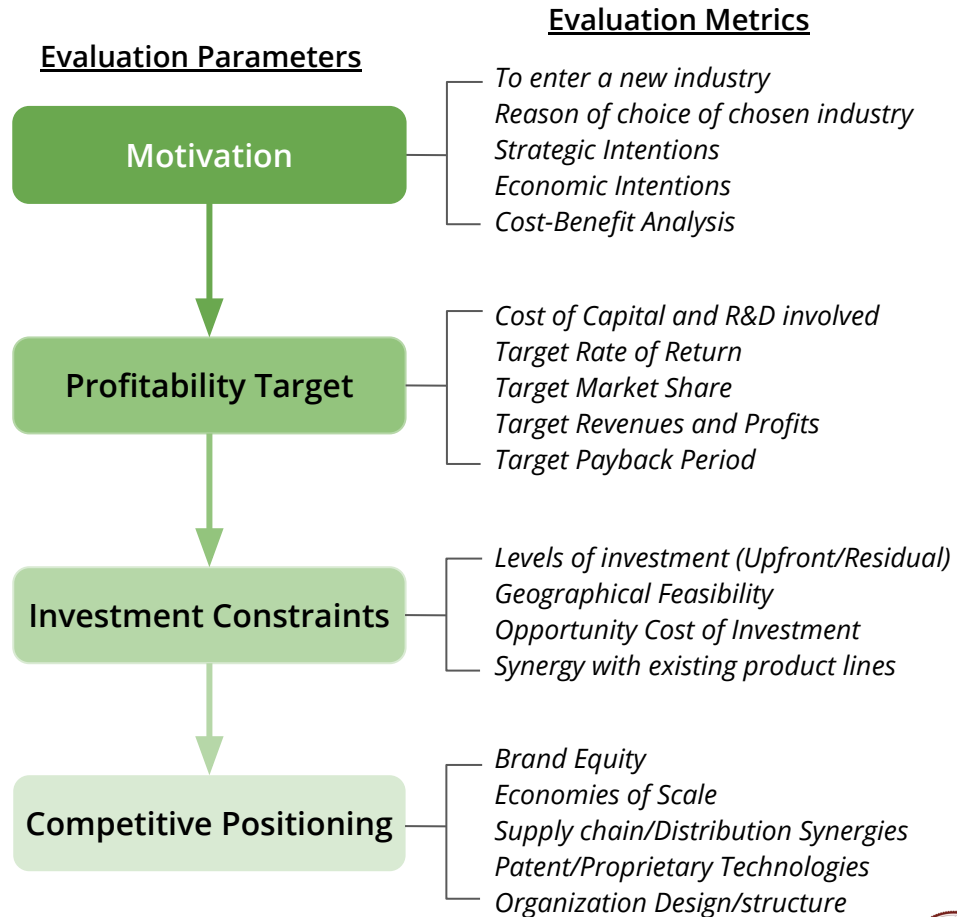 Evaluation Parameters
Evaluation Metrics
Motivation
To enter a new industry
Reason of choice of chosen industry
Strategic Intentions
Economic Intentions
Cost-Benefit Analysis
Profitability Target
Cost of Capital and R&D involved
Target Rate of Return
Target Market Share
Target Revenues and Profits
Target Payback Period
Investment Constraints
Levels of investment (Upfront/Residual)
Geographical Feasibility
Opportunity Cost of Investment
Synergy with existing product lines
Competitive Positioning
Brand Equity
Economies of Scale
Supply chain/Distribution Synergies
Patent/Proprietary Technologies
Organization Design/structure